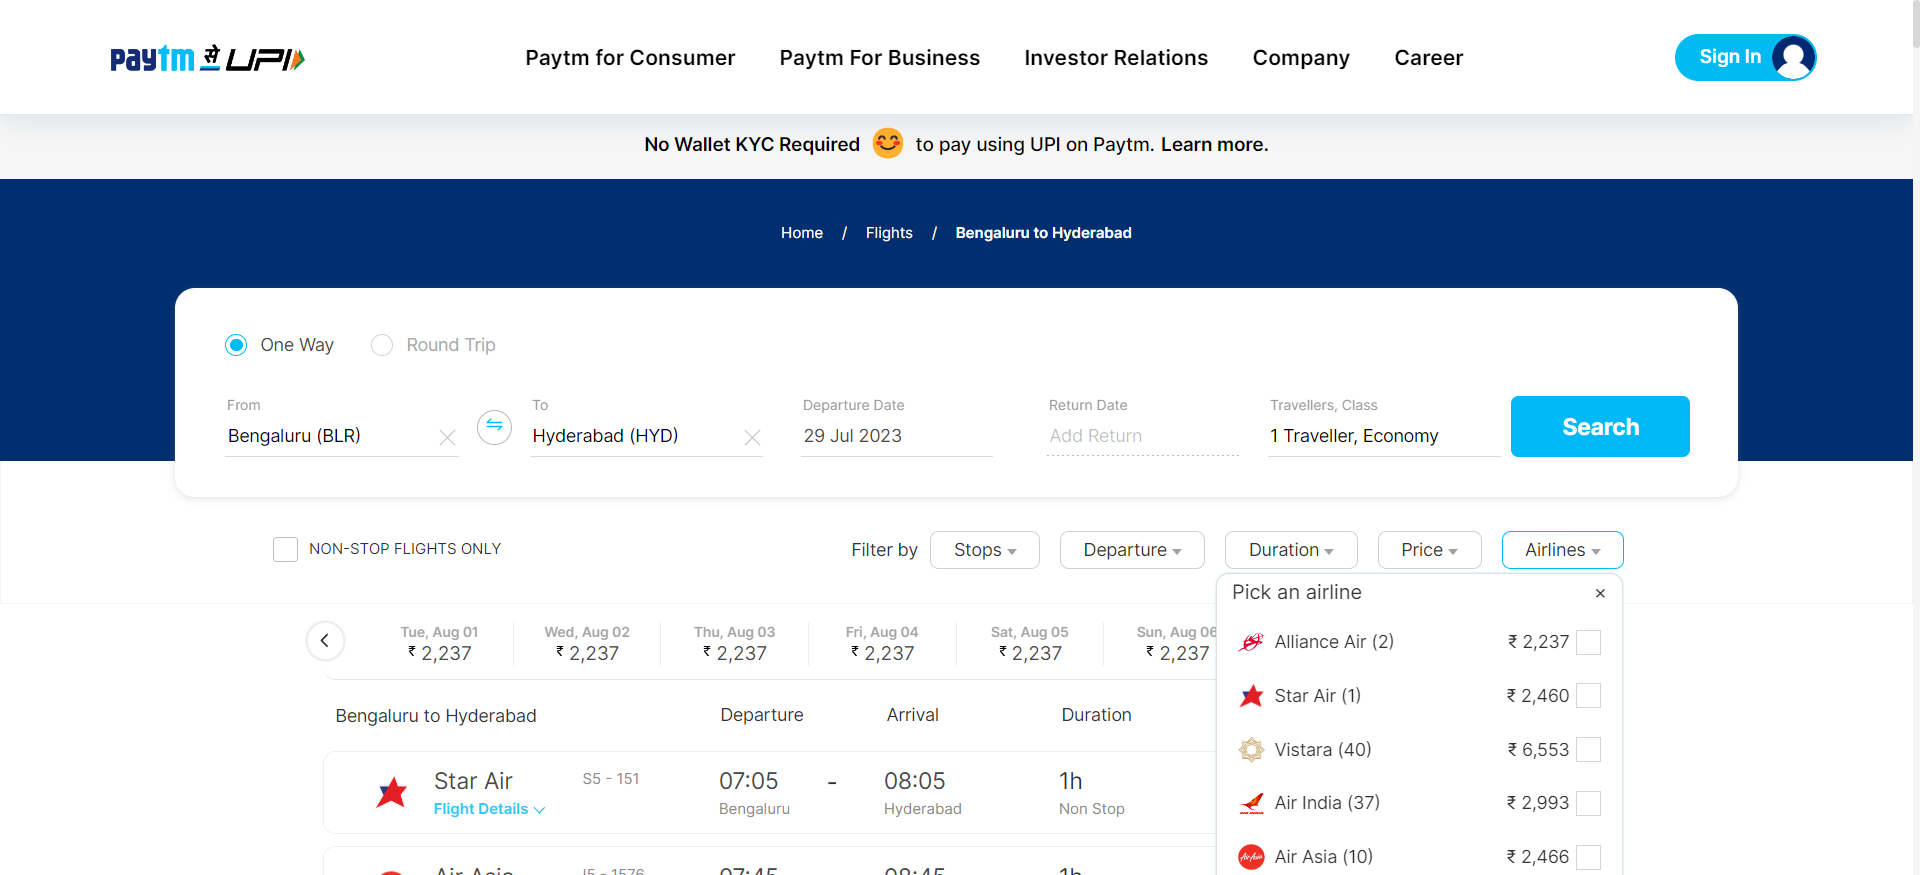 paytm से UPI
Paytm for Consumer
Paytm For Business
Investor Relations
Company
Career
Sign In
No Wallet KYC Required to pay using UPI on Paytm. Learn more.
Home / Flights / Bengaluru to Hyderabad
One Way
Round Trip
From
Bengaluru (BLR)
To
Hyderabad (HYD)
Departure Date
29 Jul 2023
Return Date
Add Return
Travellers, Class
1 Traveller, Economy
Search
NON-STOP FLIGHTS ONLY
Filter by
Stops
Departure
Duration
Price
Airlines
Tue, Aug 01
₹ 2,237
Wed, Aug 02
₹ 2,237
Thu, Aug 03
₹ 2,237
Fri, Aug 04
₹ 2,237
Sat, Aug 05
₹ 2,237
Sun, Aug 06
₹ 2,237
Pick an airline ×
Alliance Air (2) ₹ 2,237
Star Air (1) ₹ 2,460
Vistara (40) ₹ 6,553
Air India (37) ₹ 2,993
Air Asia (10) ₹ 2,466
Bengaluru to Hyderabad
Departure
Arrival
Duration
Star Air
Flight Details
S5 - 151
07:05
Bengaluru
-
08:05
Hyderabad
1h
Non Stop
Air Asia
I5 - 1576
07:45
08:45
1h